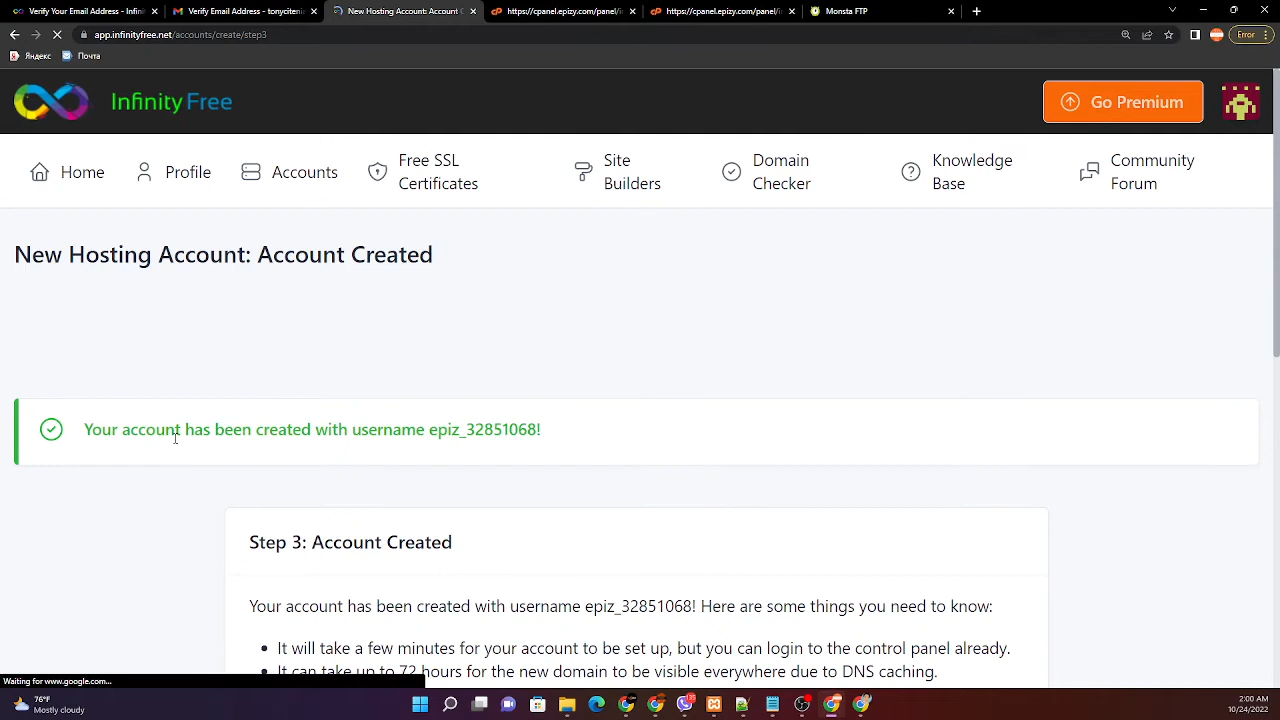 Verify Your Email Address - Infini
Verify Email Address - tonyciteni
New Hosting Account: Account C
https://cpanel.epizy.com/panel/i
https://cpanel.epizy.com/panel/i
Monsta FTP
app.infinityfree.net/accounts/create/step3
Error
Яндекс
Почта
InfinityFree
Go Premium
Home
Profile
Accounts
Free SSL
Certificates
Site
Builders
Domain
Checker
Knowledge
Base
Community
Forum
New Hosting Account: Account Created
Your account has been created with username epiz_32851068!
Step 3: Account Created
Your account has been created with username epiz_32851068! Here are some things you need to know:
It will take a few minutes for your account to be set up, but you can login to the control panel already.
It can take up to 72 hours for the new domain to be visible everywhere due to DNS caching.
Waiting for www.google.com...
76°F
Mostly cloudy
2:00 AM
10/24/2022